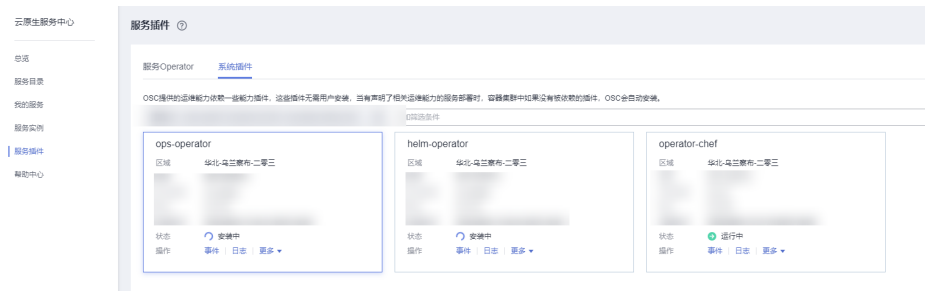 云原生服务中心
总览
服务目录
我的服务
服务实例
服务插件
帮助中心
服务插件 ?
服务Operator 系统插件
OSC提供的运维能力依赖一些能力插件，这些插件无需用户安装，当有声明了相关运维能力的服务部署时，容器集群中如果没有被依赖的插件，OSC会自动安装。
筛选条件
ops-operator
区域 华北-乌兰察布-二零三
状态 安装中
操作 事件 | 日志 | 更多
helm-operator
区域 华北-乌兰察布-二零三
状态 安装中
操作 事件 | 日志 | 更多
operator-chef
区域 华北-乌兰察布-二零三
状态 运行中
操作 事件 | 日志 | 更多